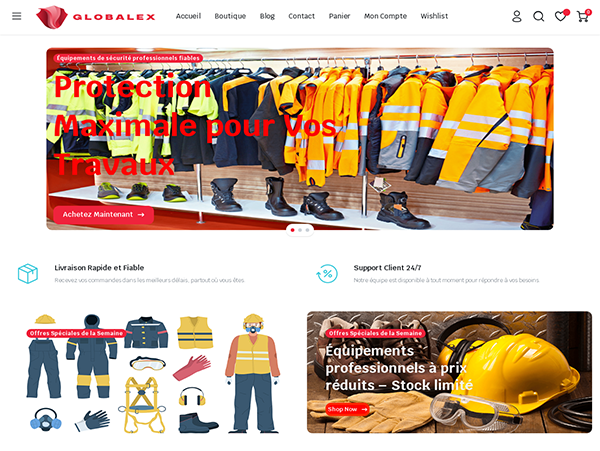 GLOBALEX
Accueil Boutique Blog Contact Panier Mon Compte Wishlist
0
Équipements de sécurité professionnels fiables
Protection
Maximale pour Vos
Travaux
Achetez Maintenant →
Livraison Rapide et Fiable
Recevez vos commandes dans les meilleurs délais, partout où vous êtes.
Support Client 24/7
Notre équipe est disponible à tout moment pour répondre à vos besoins
Offres Spéciales de la Semaine
Offres Spéciales de la Semaine
Équipements
professionnels à prix
réduits – Stock limité
Shop Now →